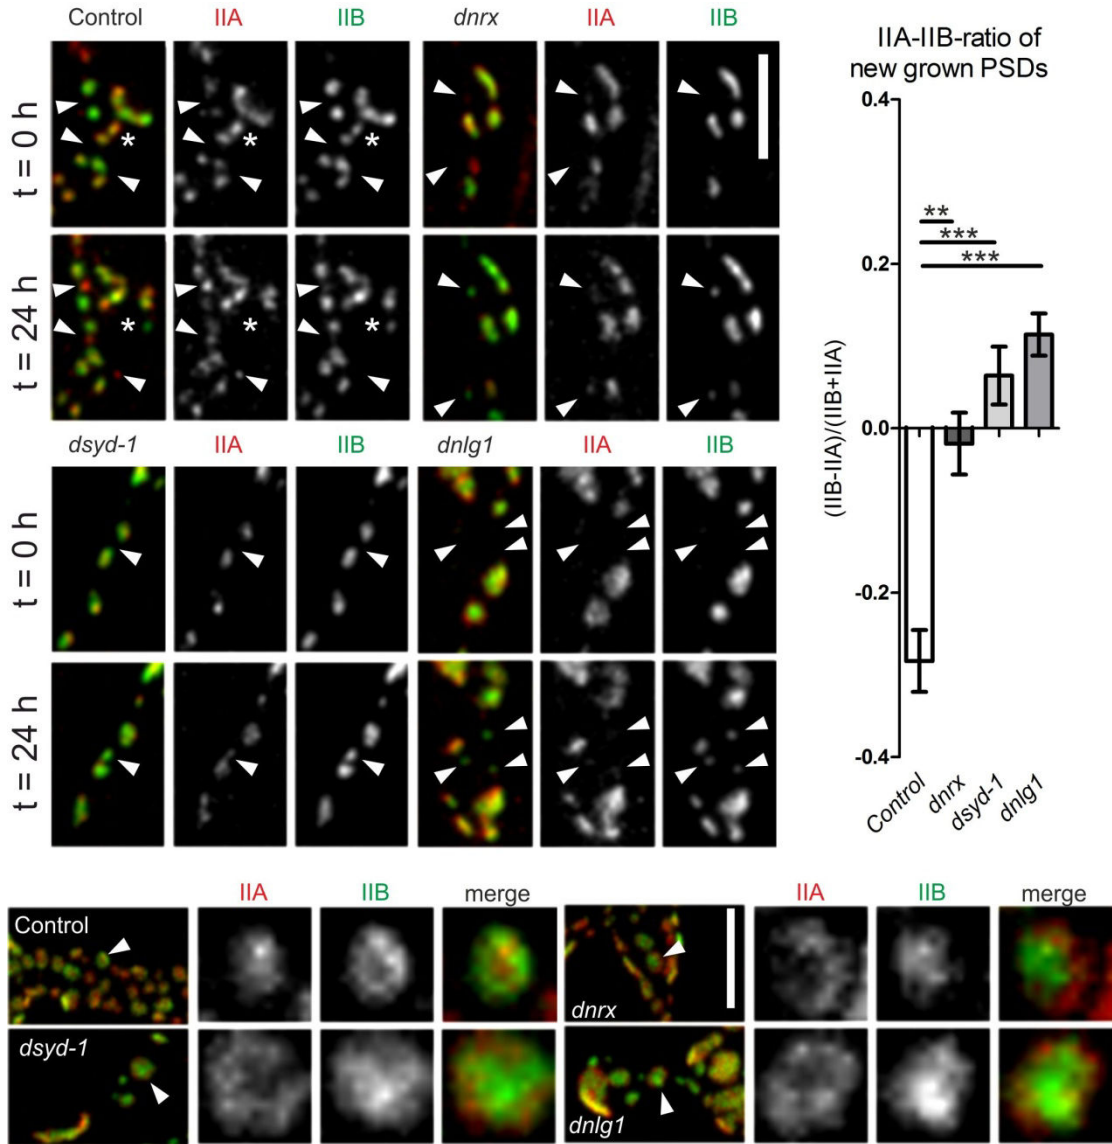 Control IIA IIB dnrx IIA IIB
t = 0 h
* * *
t = 24 h
* * *
dsyd-1 IIA IIB dnlg1 IIA IIB
t = 0 h
t = 24 h
IIA-IIB-ratio of
new grown PSDs
(IIB-IIA)/(IIB+IIA)
0.4
0.2
0.0
-0.2
-0.4
**
***
***
Control
dnrx
dsyd-1
dnlg1
IIA IIB merge IIA IIB merge
Control
dnrx
dsyd-1
dnlg1